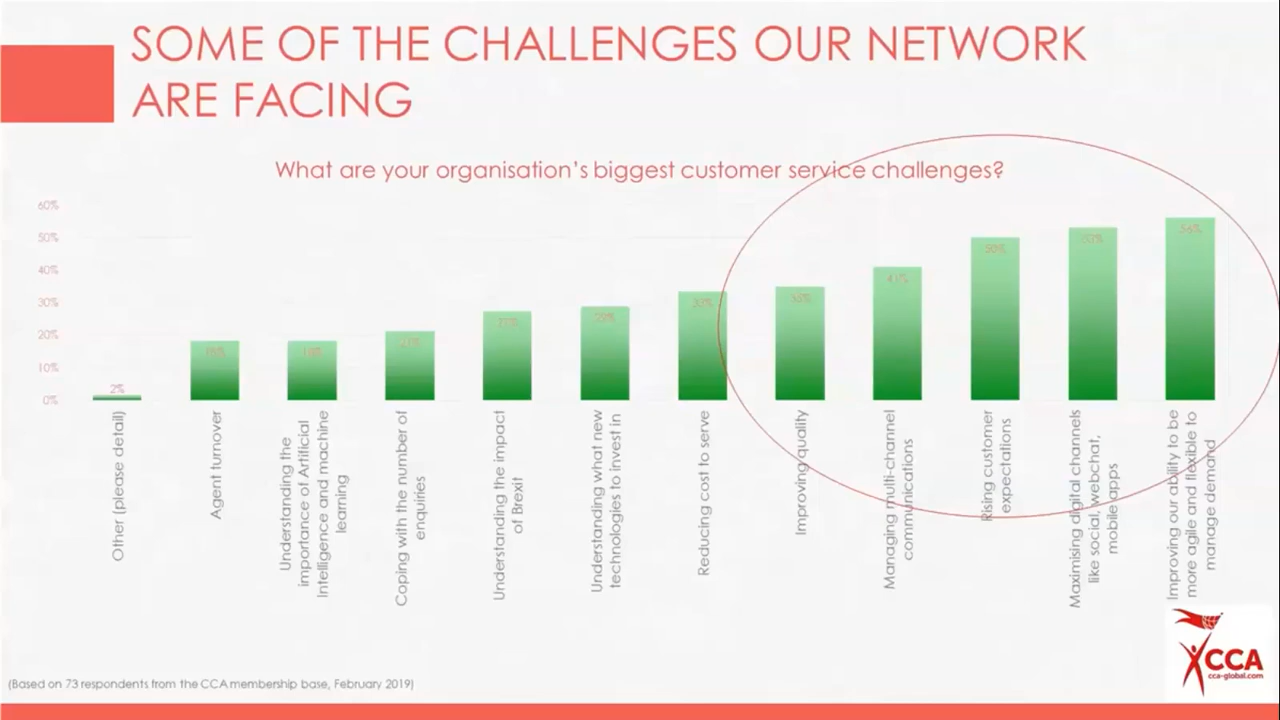 SOME OF THE CHALLENGES OUR NETWORK
ARE FACING
What are your organisation's biggest customer service challenges?
60%
50%
40%
30%
20%
10%
0%
2%
18%
18%
21%
27%
29%
33%
35%
41%
50%
53%
56%
Other (please detail)
Agent turnover
Understanding the
importance of Artificial
Intelligence and machine
learning
Coping with the number of
enquiries
Understanding the impact
of Brexit
Understanding what new
technologies to invest in
Reducing cost to serve
Improving quality
Managing multi-channel
communications
Rising customer
expectations
Maximising digital channels
like social, webchat,
mobile apps
Improving our ability to be
more agile and flexible to
manage demand
CCA
cca-global.com
(Based on 73 respondents from the CCA membership base, February 2019)